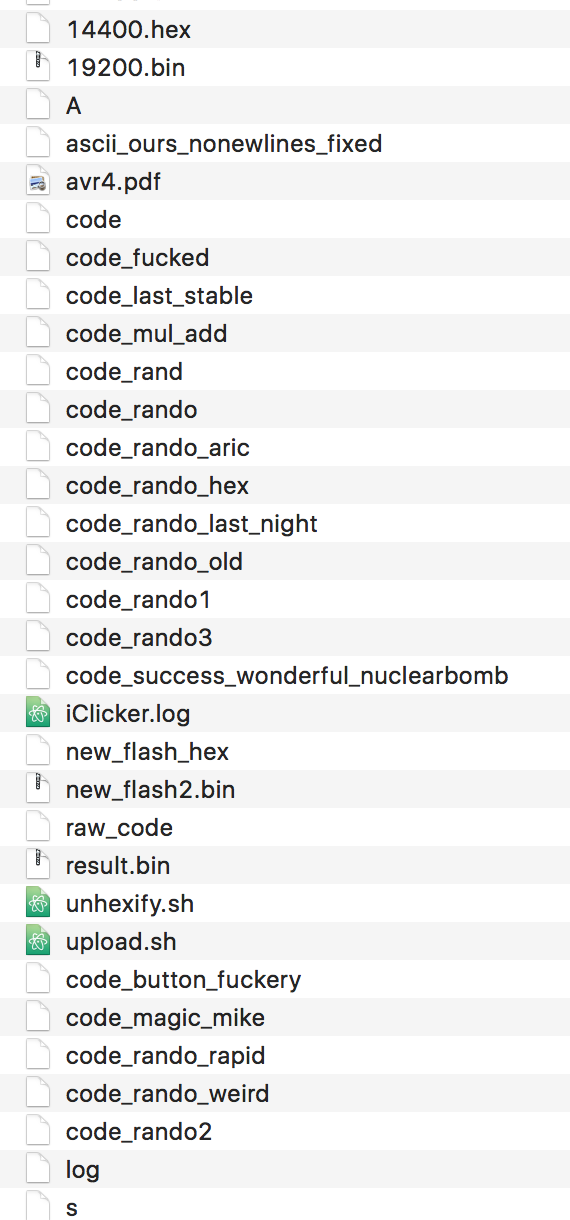 14400.hex
19200.bin
A
ascii_ours_nonewlines_fixed
avr4.pdf
code
code_fucked
code_last_stable
code_mul_add
code_rand
code_rando
code_rando_aric
code_rando_hex
code_rando_last_night
code_rando_old
code_rando1
code_rando3
code_success_wonderful_nuclearbomb
iClicker.log
new_flash_hex
new_flash2.bin
raw_code
result.bin
unhexify.sh
upload.sh
code_button_fuckery
code_magic_mike
code_rando_rapid
code_rando_weird
code_rando2
log
s